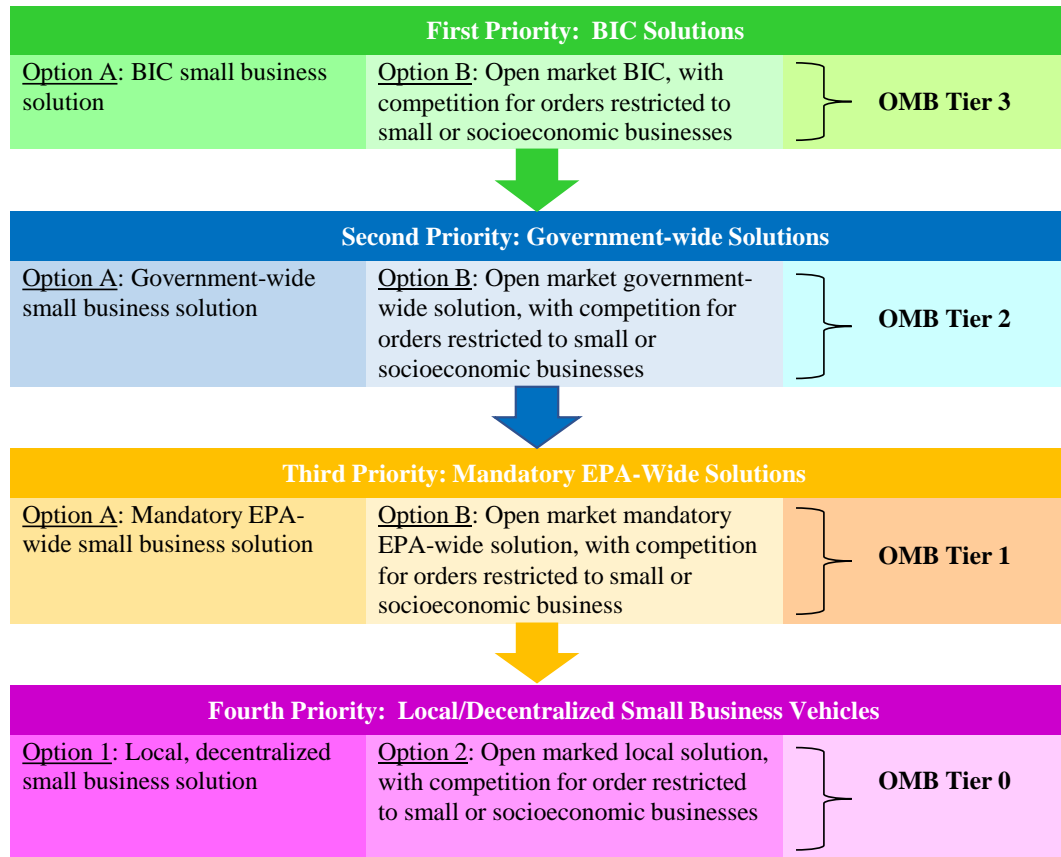 First Priority:  BIC Solutions
Option A: BIC small business
solution
Option B: Open market BIC, with
competition for orders restricted to
small or socioeconomic businesses
OMB Tier 3
Second Priority: Government-wide Solutions
Option A: Government-wide
small business solution
Option B: Open market government-
wide solution, with competition for
orders restricted to small or
socioeconomic businesses
OMB Tier 2
Third Priority: Mandatory EPA-Wide Solutions
Option A: Mandatory EPA-
wide small business solution
Option B: Open market mandatory
EPA-wide solution, with competition
for orders restricted to small or
socioeconomic business
OMB Tier 1
Fourth Priority:  Local/Decentralized Small Business Vehicles
Option 1: Local, decentralized
small business solution
Option 2: Open marked local solution,
with competition for order restricted
to small or socioeconomic businesses
OMB Tier 0